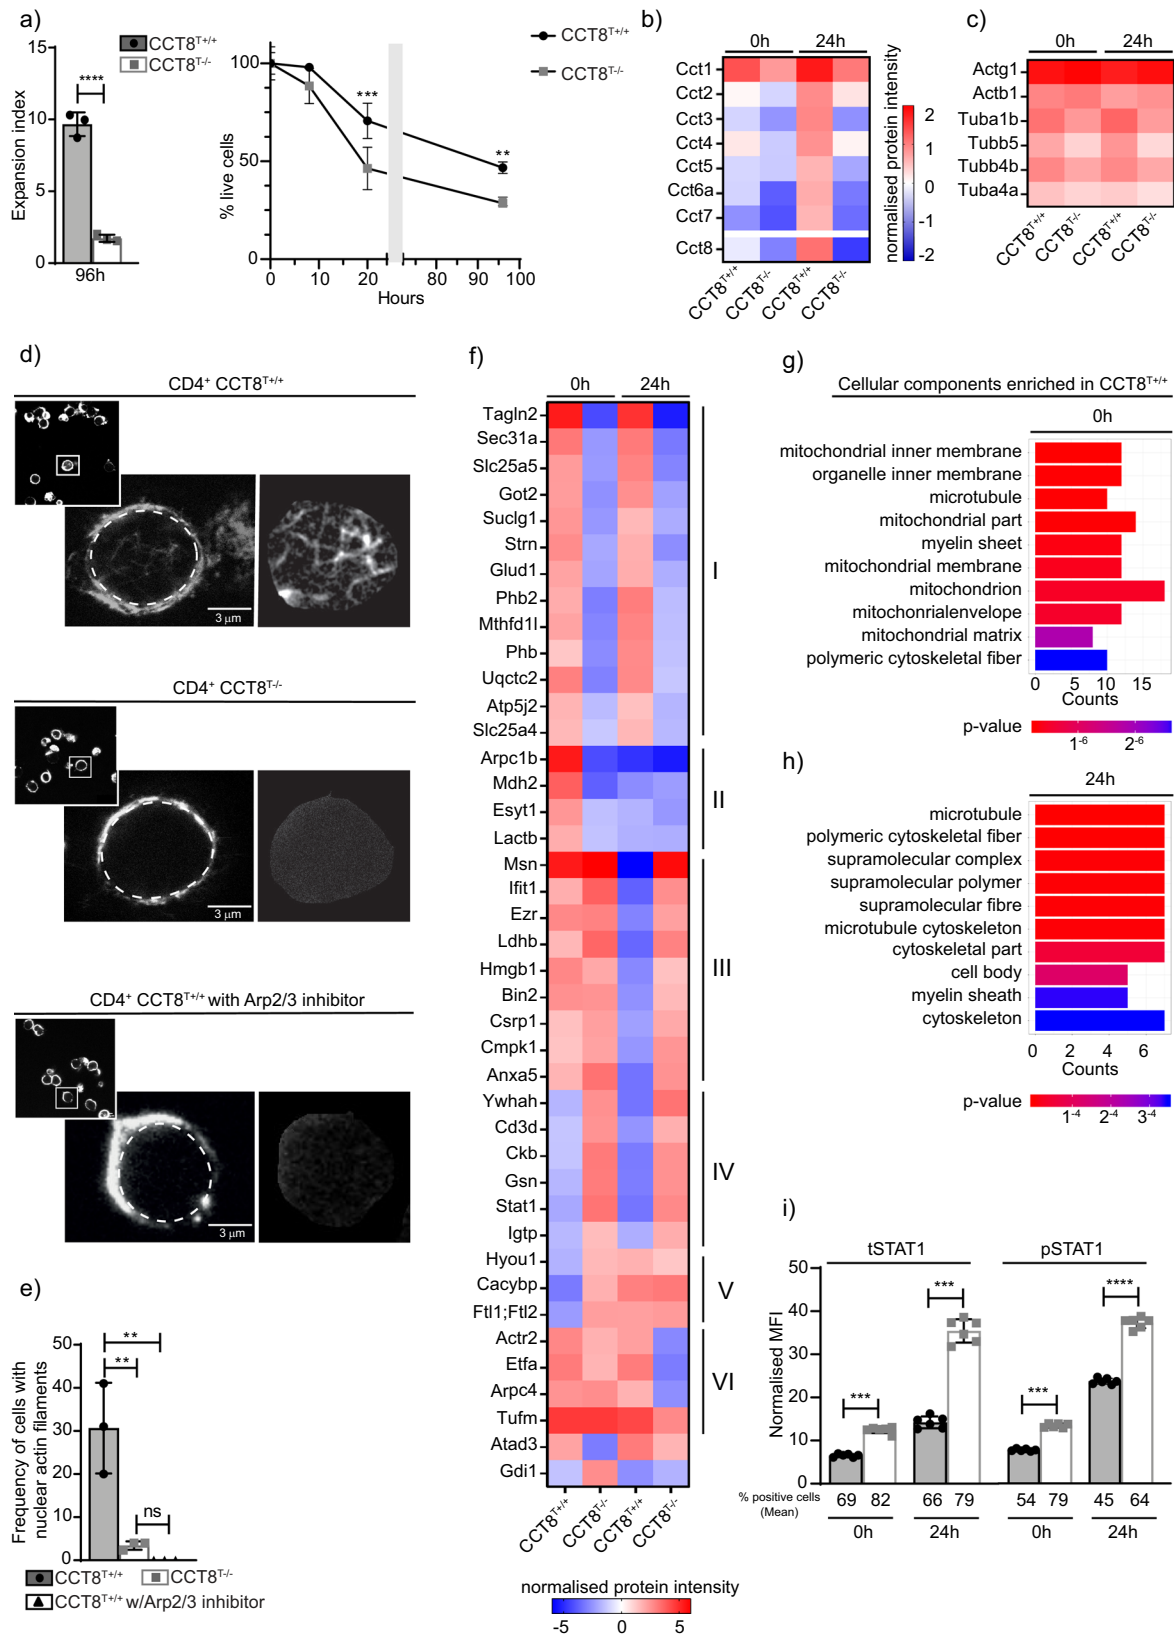 a)
Expansion index
15
10
5
0
****
96h
CCT8T+/+
CCT8T-/-
% live cells
100
50
0
***
**
0 10 20 40 60 80 100
Hours
CCT8T+/+
CCT8T-/-
b)
0h 24h
Cct1
Cct2
Cct3
Cct4
Cct5
Cct6a
Cct7
Cct8
CCT8T+/+
CCT8T-/-
CCT8T+/+
CCT8T-/-
2
1
0
-1
-2
normalised protein intensity
c)
0h 24h
Actg1
Actb1
Tuba1b
Tubb5
Tubb4b
Tuba4a
CCT8T+/+
CCT8T-/-
CCT8T+/+
CCT8T-/-
d)
CD4+ CCT8T+/+
3 µm
CD4+ CCT8T-/-
3 µm
CD4+ CCT8T+/+ with Arp2/3 inhibitor
3 µm
e)
Frequency of cells with
nuclear actin filaments
50
40
30
20
10
0
**
**
ns
CCT8T+/+
CCT8T-/-
CCT8T+/+ w/Arp2/3 inhibitor
f)
0h 24h
Tagln2
Sec31a
Slc25a5
Got2
Suclg1
Strn
Glud1
Phb2
Mthfd1l
Phb
Uqctc2
Atp5j2
Slc25a4
Arpc1b
Mdh2
Esyt1
Lactb
Msn
Ifit1
Ezr
Ldhb
Hmgb1
Bin2
Csrp1
Cmpk1
Anxa5
Ywhah
Cd3d
Ckb
Gsn
Stat1
Igtp
Hyou1
Cacybp
Ftl1;Ftl2
Actr2
Etfa
Arpc4
Tufm
Atad3
Gdi1
I
II
III
IV
V
VI
CCT8T+/+
CCT8T-/-
CCT8T+/+
CCT8T-/-
normalised protein intensity
-5 0 5
g)
Cellular components enriched in CCT8T+/+
0h
mitochondrial inner membrane
organelle inner membrane
microtubule
mitochondrial part
myelin sheet
mitochondrial membrane
mitochondrion
mitochonrialenvelope
mitochondrial matrix
polymeric cytoskeletal fiber
0 5 10 15
Counts
p-value
1-6 2-6
h)
24h
microtubule
polymeric cytoskeletal fiber
supramolecular complex
supramolecular polymer
supramolecular fibre
microtubule cytoskeleton
cytoskeletal part
cell body
myelin sheath
cytoskeleton
0 2 4 6
Counts
p-value
1-4 2-4 3-4
i)
tSTAT1 pSTAT1
Normalised MFI
50
40
30
20
10
0
***
***
***
****
% positive cells
(Mean)
69 82 66 79 54 79 45 64
0h 24h 0h 24h